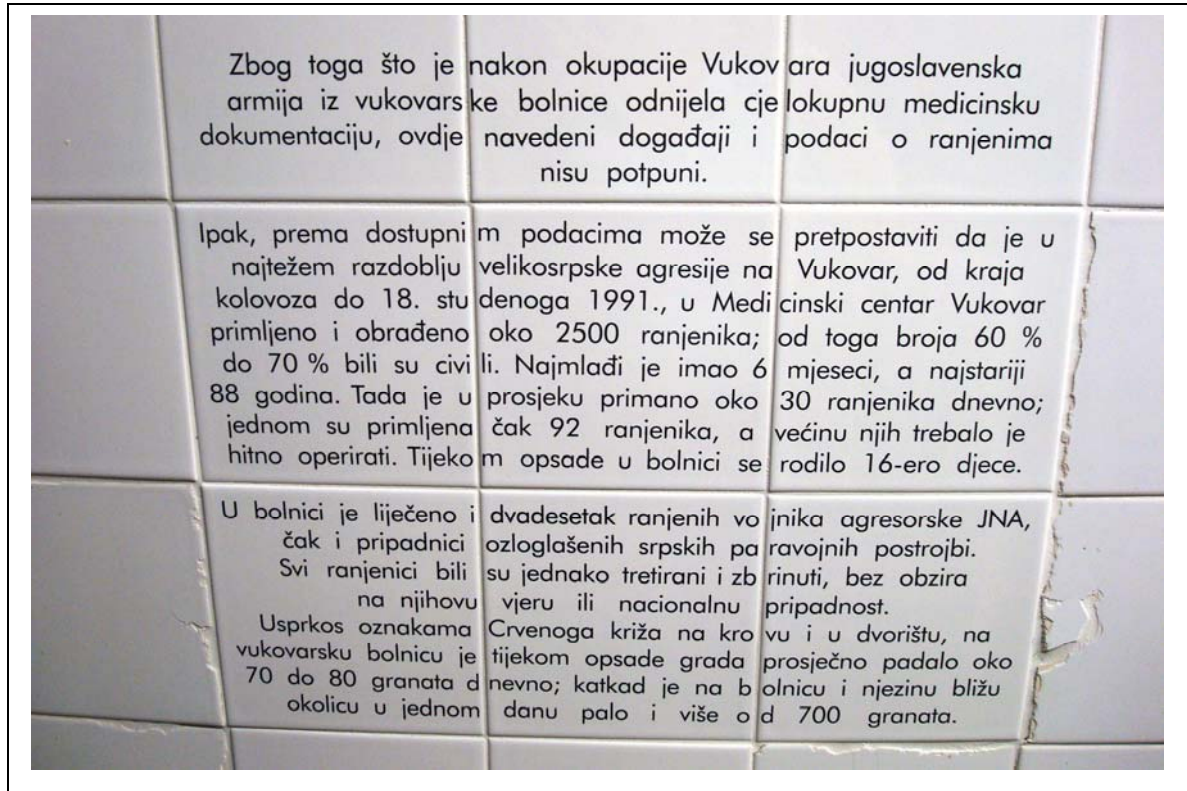 Zbog toga što je nakon okupacije Vukovara jugoslavenska
armija iz vukovarske bolnice odnijela cjelokupnu medicinsku
dokumentaciju, ovdje navedeni događaji i podaci o ranjenima
nisu potpuni.
Ipak, prema dostupnim podacima može se pretpostaviti da je u
najtežem razdoblju velikosrpske agresije na Vukovar, od kraja
kolovoza do 18. studenoga 1991., u Medicinski centar Vukovar
primljeno i obrađeno oko 2500 ranjenika; od toga broja 60 %
do 70 % bili su civili. Najmlađi je imao 6 mjeseci, a najstariji
88 godina. Tada je u prosjeku primano oko 30 ranjenika dnevno;
jednom su primljena čak 92 ranjenika, a većinu njih trebalo je
hitno operirati. Tijekom opsade u bolnici se rodilo 16-ero djece.
U bolnici je liječeno i dvadesetak ranjenih vojnika agresorske JNA,
čak i pripadnici ozloglašenih srpskih paravojnih postrojbi.
Svi ranjenici bili su jednako tretirani i zbrinuti, bez obzira
na njihovu vjeru ili nacionalnu pripadnost.
Usprkos oznakama Crvenoga križa na krovu i u dvorištu, na
vukovarsku bolnicu je tijekom opsade grada prosječno padalo oko
70 do 80 granata dnevno; katkad je na bolnicu i njezinu bližu
okolicu u jednom danu palo i više od 700 granata.